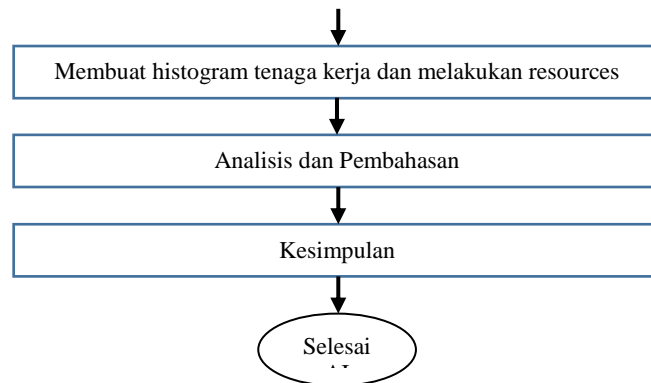 Membuat histogram tenaga kerja dan melakukan resources
Analisis dan Pembahasan
Kesimpulan
Selesai